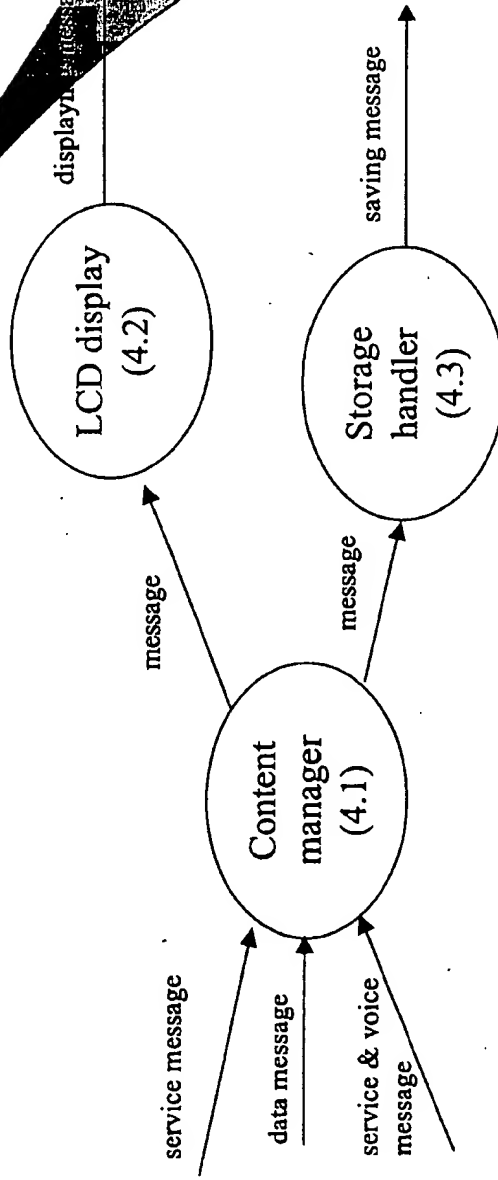 service message
data message
service & voice
message
Content
manager
(4.1)
message
message
LCD display
(4.2)
Storage
handler
(4.3)
saving message